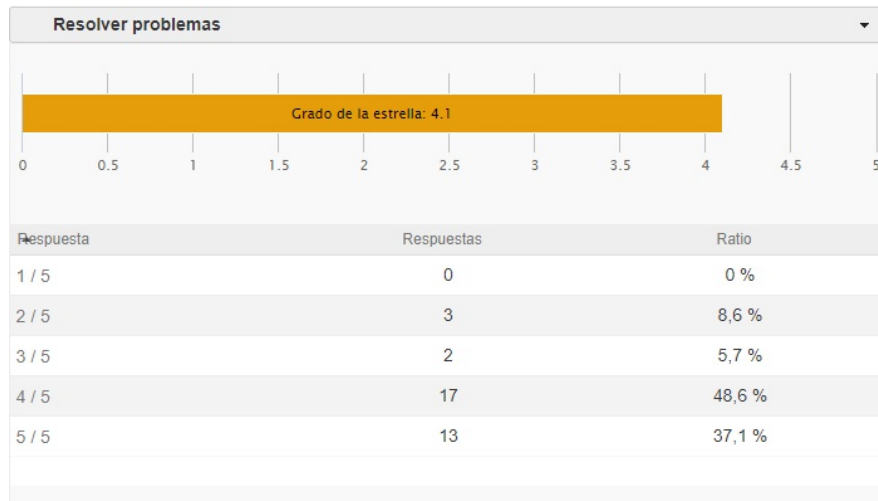 Resolver problemas
Grado de la estrella: 4.1
0 0.5 1 1.5 2 2.5 3 3.5 4 4.5 5
Respuesta Respuestas Ratio
1 / 5 0 0 %
2 / 5 3 8,6 %
3 / 5 2 5,7 %
4 / 5 17 48,6 %
5 / 5 13 37,1 %